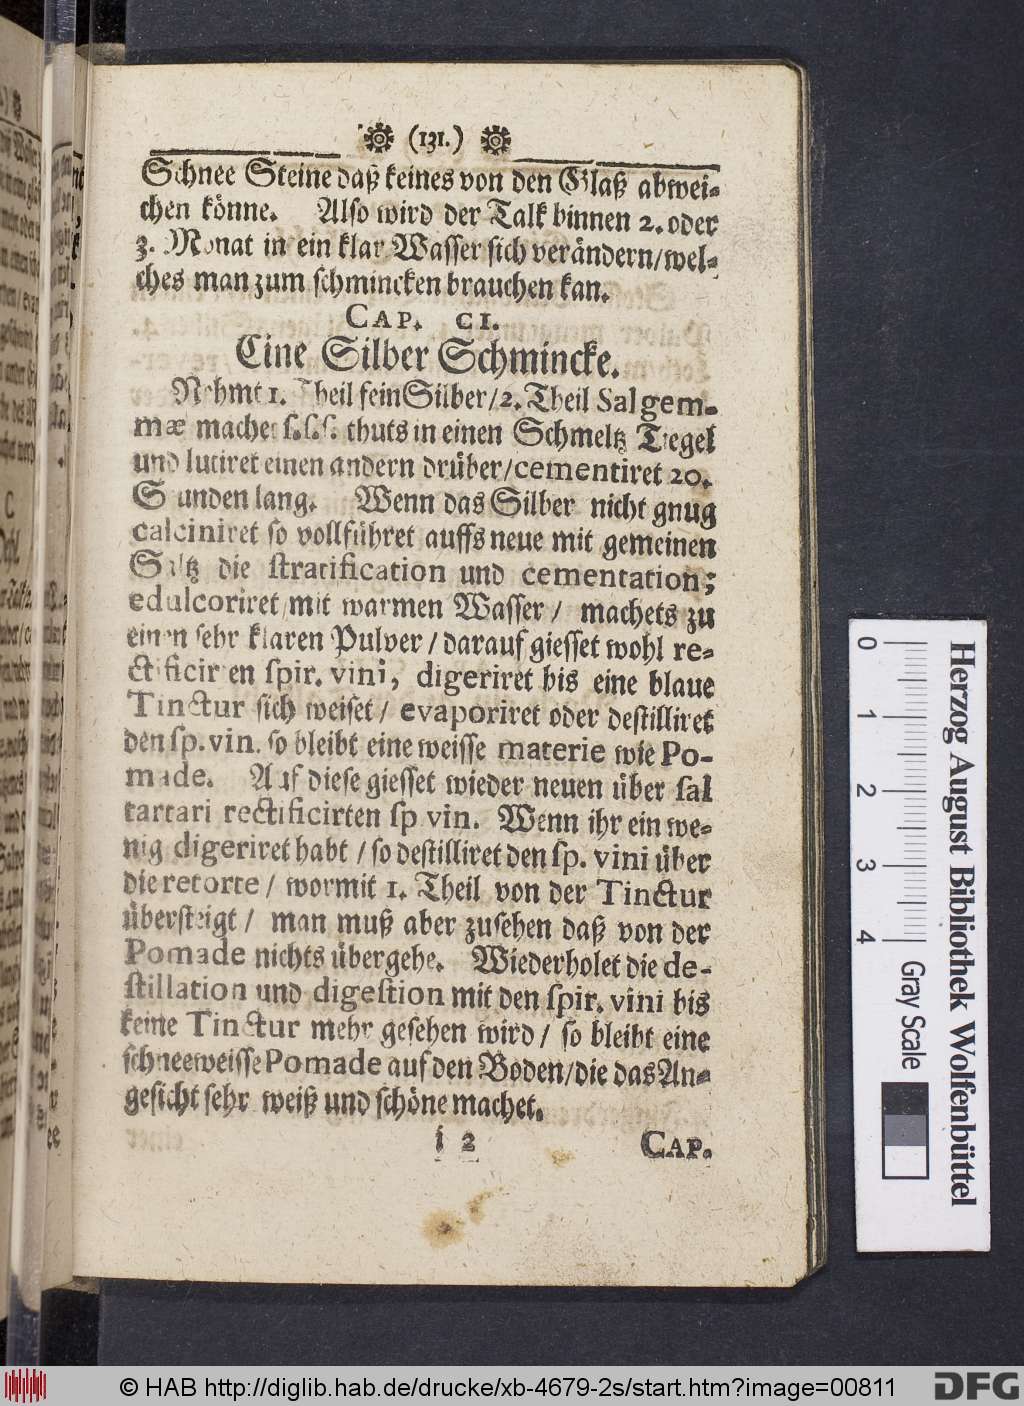 (131.)
Schnee Steine daß keines von den Glaß abwei-
chen könne. Also wird der Talk binnen 2. oder
3. Monat in ein klar Wasser sich verändern/wel-
ches man zum schmincken brauchen kan.
CAP. CI.
Eine Silber Schmincke.
Nehmt 1. Theil fein Silber/2. Theil Sal gem-
mæ machet ſ.ſ.ſ. thuts in einen Schmeltz Tiegel
und lutiret einen andern drüber/cementiret 20.
Stunden lang. Wenn das Silber nicht gnug
calciniret so vollführet auffs neue mit gemeinen
Saltz die stratification und cementation;
edulcoriret/mit warmen Wasser/ machets zu
einen sehr klaren Pulver/darauf giesset wohl re-
ctificirten spir. vini, digeriret bis eine blaue
Tinctur sich weiset/ evaporiret oder destilliret
den sp. vin. so bleibt eine weisse materie wie Po-
made. Auf diese giesset wieder neuen über sal
tartari rectificirten sp vin. Wenn ihr ein we-
nig digeriret habt/so destilliret den sp. vini über
die retorte/ wormit 1. Theil von der Tinctur
übersteigt/ man muß aber zusehen daß von der
Pomade nichts übergehe. Wiederholet die de-
stillation und digestion mit den spir. vini bis
keine Tinctur mehr gesehen wird/ so bleibt eine
schneeweisse Pomade auf den Boden/die das An-
gesicht sehr weiß und schöne machet.
i 2 CAP.
0 1 2 3 4 Gray Scale
Herzog August Bibliothek Wolfenbüttel
© HAB http://diglib.hab.de/drucke/xb-4679-2s/start.htm?image=00811
DFG